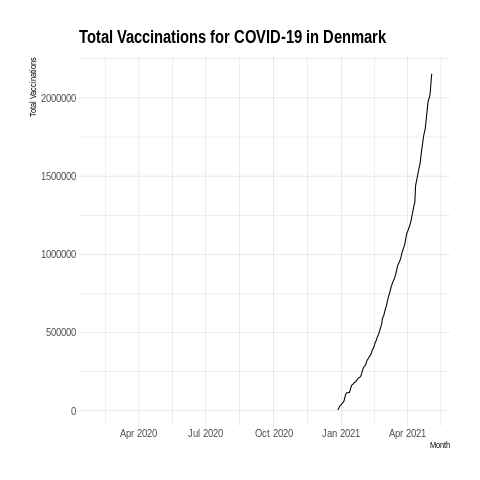 Total Vaccinations for COVID-19 in Denmark
Total Vaccinations
2000000
1500000
1000000
500000
0
Apr 2020 Jul 2020 Oct 2020 Jan 2021 Apr 2021
Month